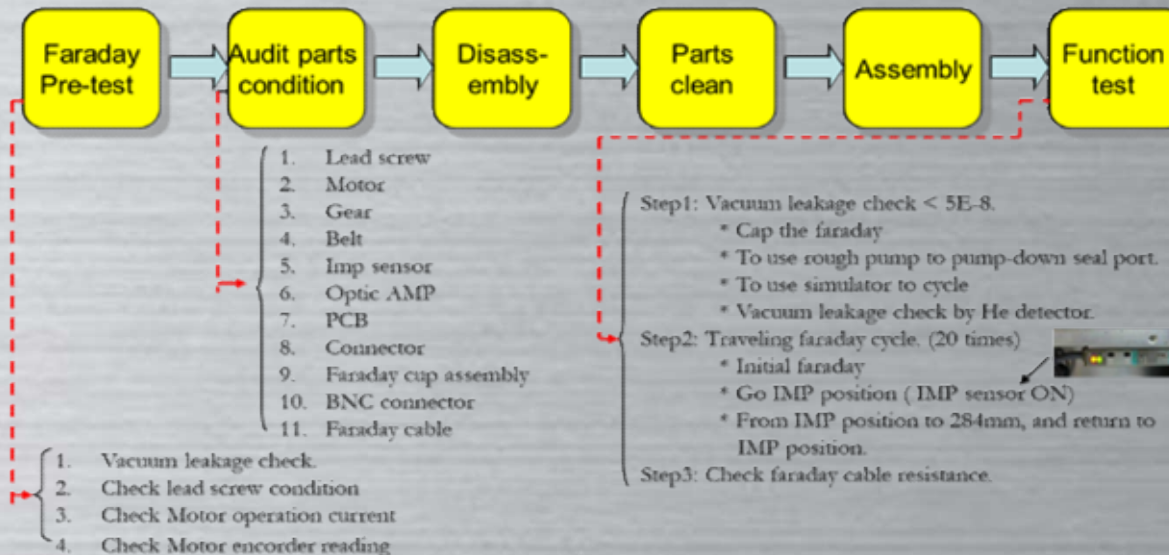 Faraday
Pre-test
Audit parts
condition
Disass-
embly
Parts
clean
Assembly
Function
test
1. Lead screw
2. Motor
3. Gear
4. Belt
5. Imp sensor
6. Optic AMP
7. PCB
8. Connector
9. Faraday cup assembly
10. BNC connector
11. Faraday cable
1. Vacuum leakage check.
2. Check lead screw condition
3. Check Motor operation current
4. Check Motor encorder reading
Step1: Vacuum leakage check < 5E-8.
* Cap the faraday
* To use rough pump to pump-down seal port.
* To use simulator to cycle
* Vacuum leakage check by He detector.
Step2: Traveling faraday cycle. (20 times)
* Initial faraday
* Go IMP position ( IMP sensor ON)
* From IMP position to 284mm, and return to
IMP position.
Step3: Check faraday cable resistance.